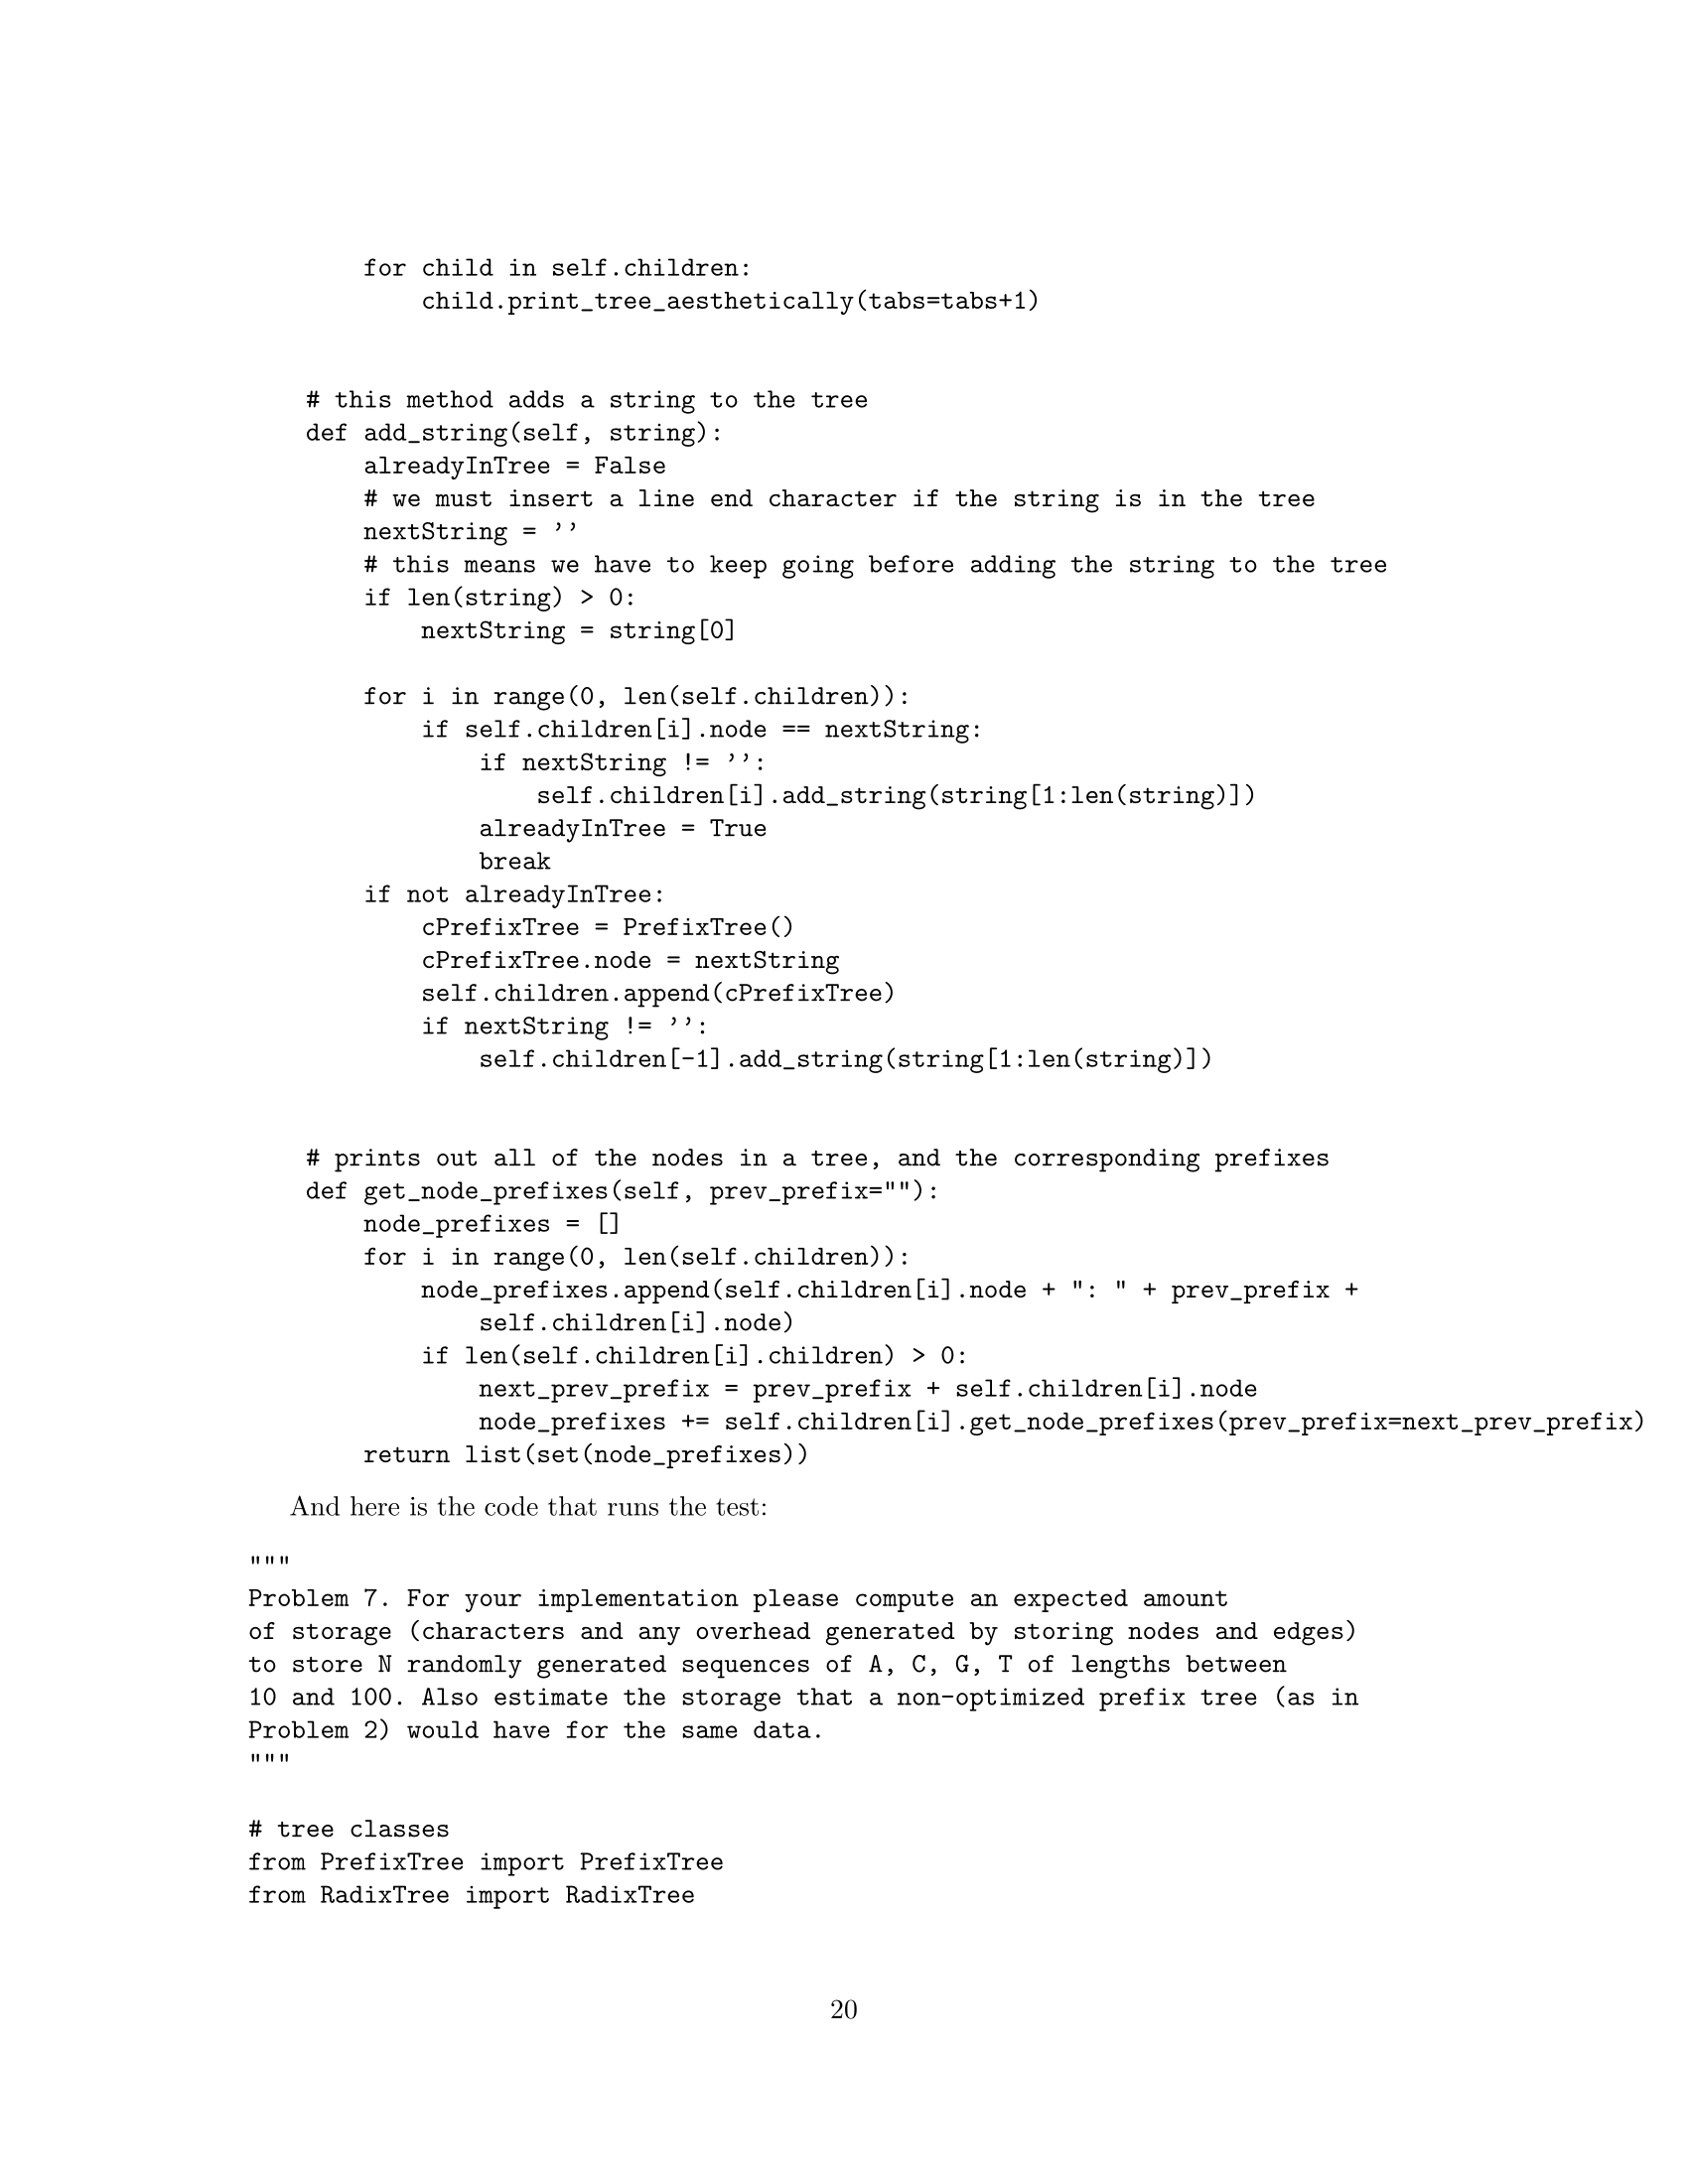 for child in self.children:
child.print_tree_aesthetically(tabs=tabs+1)
# this method adds a string to the tree
def add_string(self, string):
alreadyInTree = False
# we must insert a line end character if the string is in the tree
nextString = ’’
# this means we have to keep going before adding the string to the tree
if len(string) > 0:
nextString = string[0]
for i in range(0, len(self.children)):
if self.children[i].node == nextString:
if nextString != ’’:
self.children[i].add_string(string[1:len(string)])
alreadyInTree = True
break
if not alreadyInTree:
cPrefixTree = PrefixTree()
cPrefixTree.node = nextString
self.children.append(cPrefixTree)
if nextString != ’’:
self.children[-1].add_string(string[1:len(string)])
# prints out all of the nodes in a tree, and the corresponding prefixes
def get_node_prefixes(self, prev_prefix=""):
node_prefixes = []
for i in range(0, len(self.children)):
node_prefixes.append(self.children[i].node + ": " + prev_prefix +
self.children[i].node)
if len(self.children[i].children) > 0:
next_prev_prefix = prev_prefix + self.children[i].node
node_prefixes += self.children[i].get_node_prefixes(prev_prefix=next_prev_prefix)
return list(set(node_prefixes))
And here is the code that runs the test:
"""
Problem 7. For your implementation please compute an expected amount
of storage (characters and any overhead generated by storing nodes and edges)
to store N randomly generated sequences of A, C, G, T of lengths between
10 and 100. Also estimate the storage that a non-optimized prefix tree (as in
Problem 2) would have for the same data.
"""
# tree classes
from PrefixTree import PrefixTree
from RadixTree import RadixTree
20